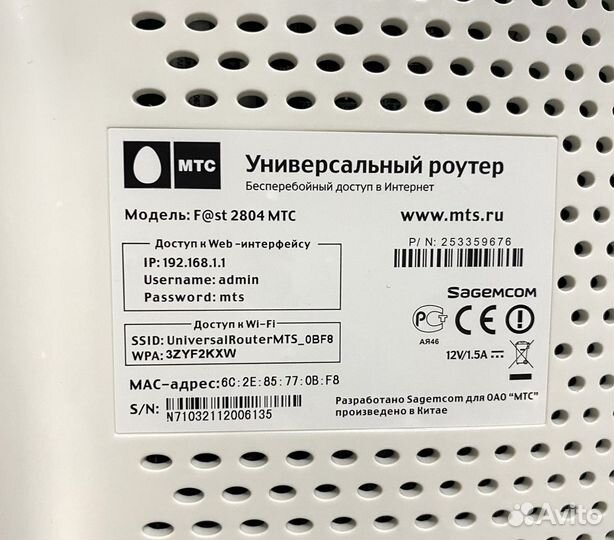 МТС
Универсальный роутер
Бесперебойный доступ в Интернет
Модель: F@st 2804 МТС
www.mts.ru
Доступ к Web -интерфейсу
IP: 192.168.1.1
Username: admin
Password: mts
P/ N: 253359676
SAGEMCOM
АЯ46
12V/1.5A
Доступ к Wi-Fi
SSID: UniversalRouterMTS_0BF8
WPA: 3ZYF2KXW
MAC-адрес:6C:2E:85:77:0B:F8
S/N:
N71032112006135
Разработано Sagemcom для ОАО "МТС"
произведено в Китае
Avito